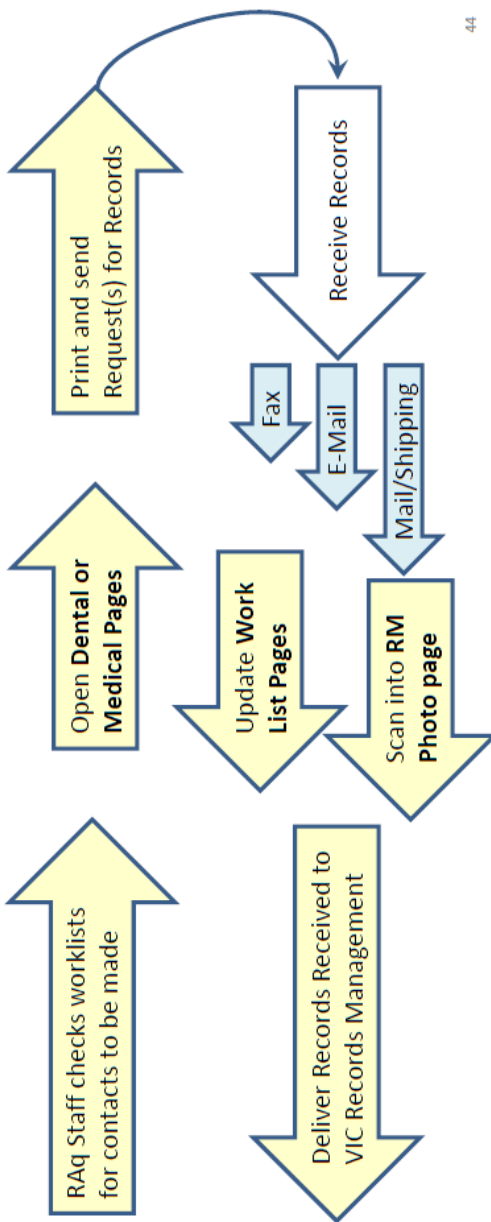 RAq Staff checks worklists
for contacts to be made
Open Dental or
Medical Pages
Print and send
Request(s) for Records
Receive Records
Fax
E-Mail
Mail/Shipping
Update Work
List Pages
Scan into RM
Photo page
Deliver Records Received to
VIC Records Management
44